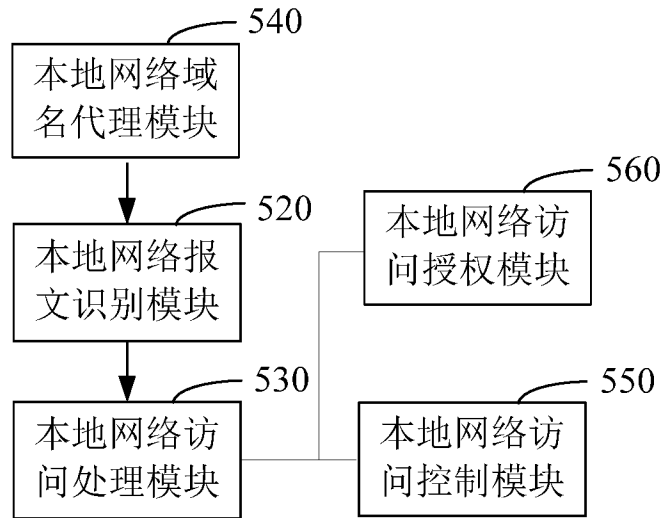 540
本地网络域
名代理模块
520
本地网络报
文识别模块
530
本地网络访
问处理模块
560
本地网络访
问授权模块
550
本地网络访
问控制模块